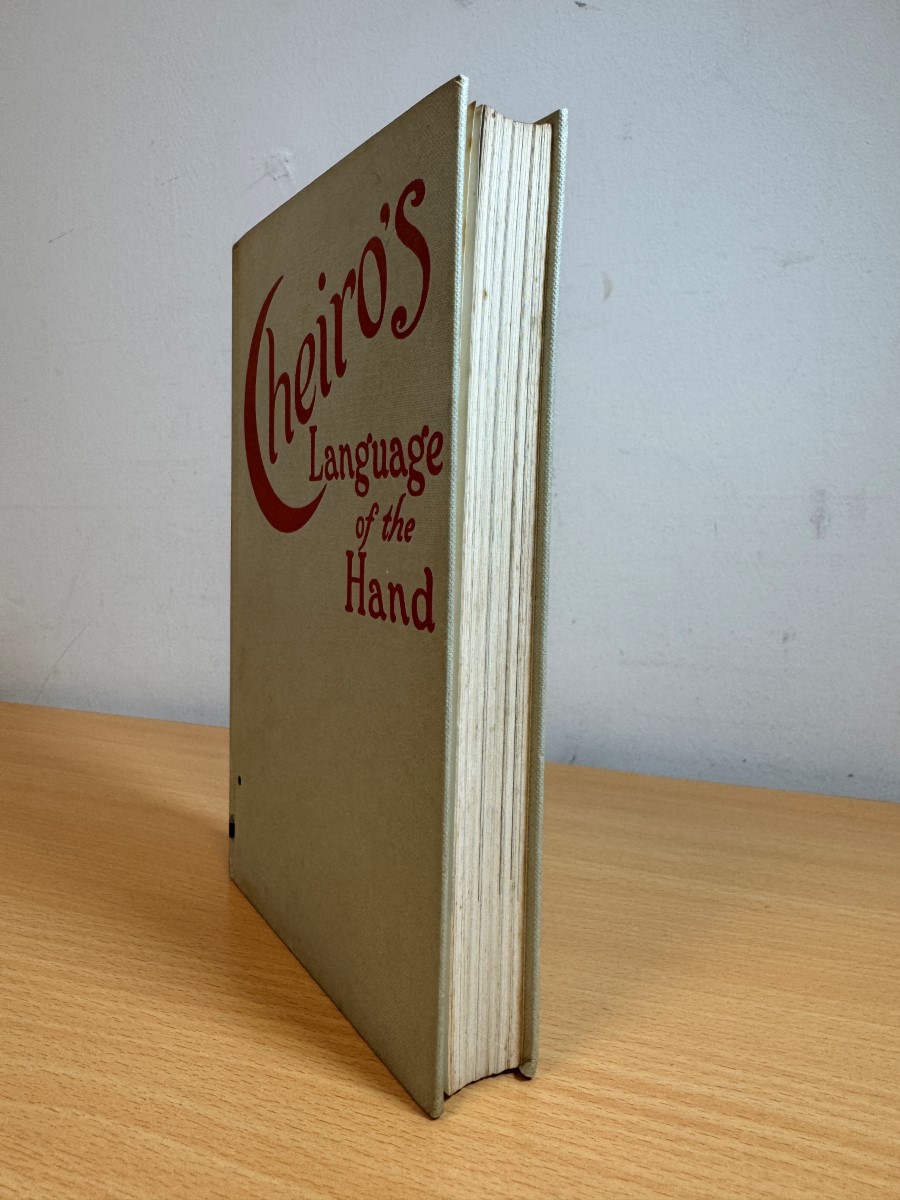 Cheiro's
Language
of the
Hand